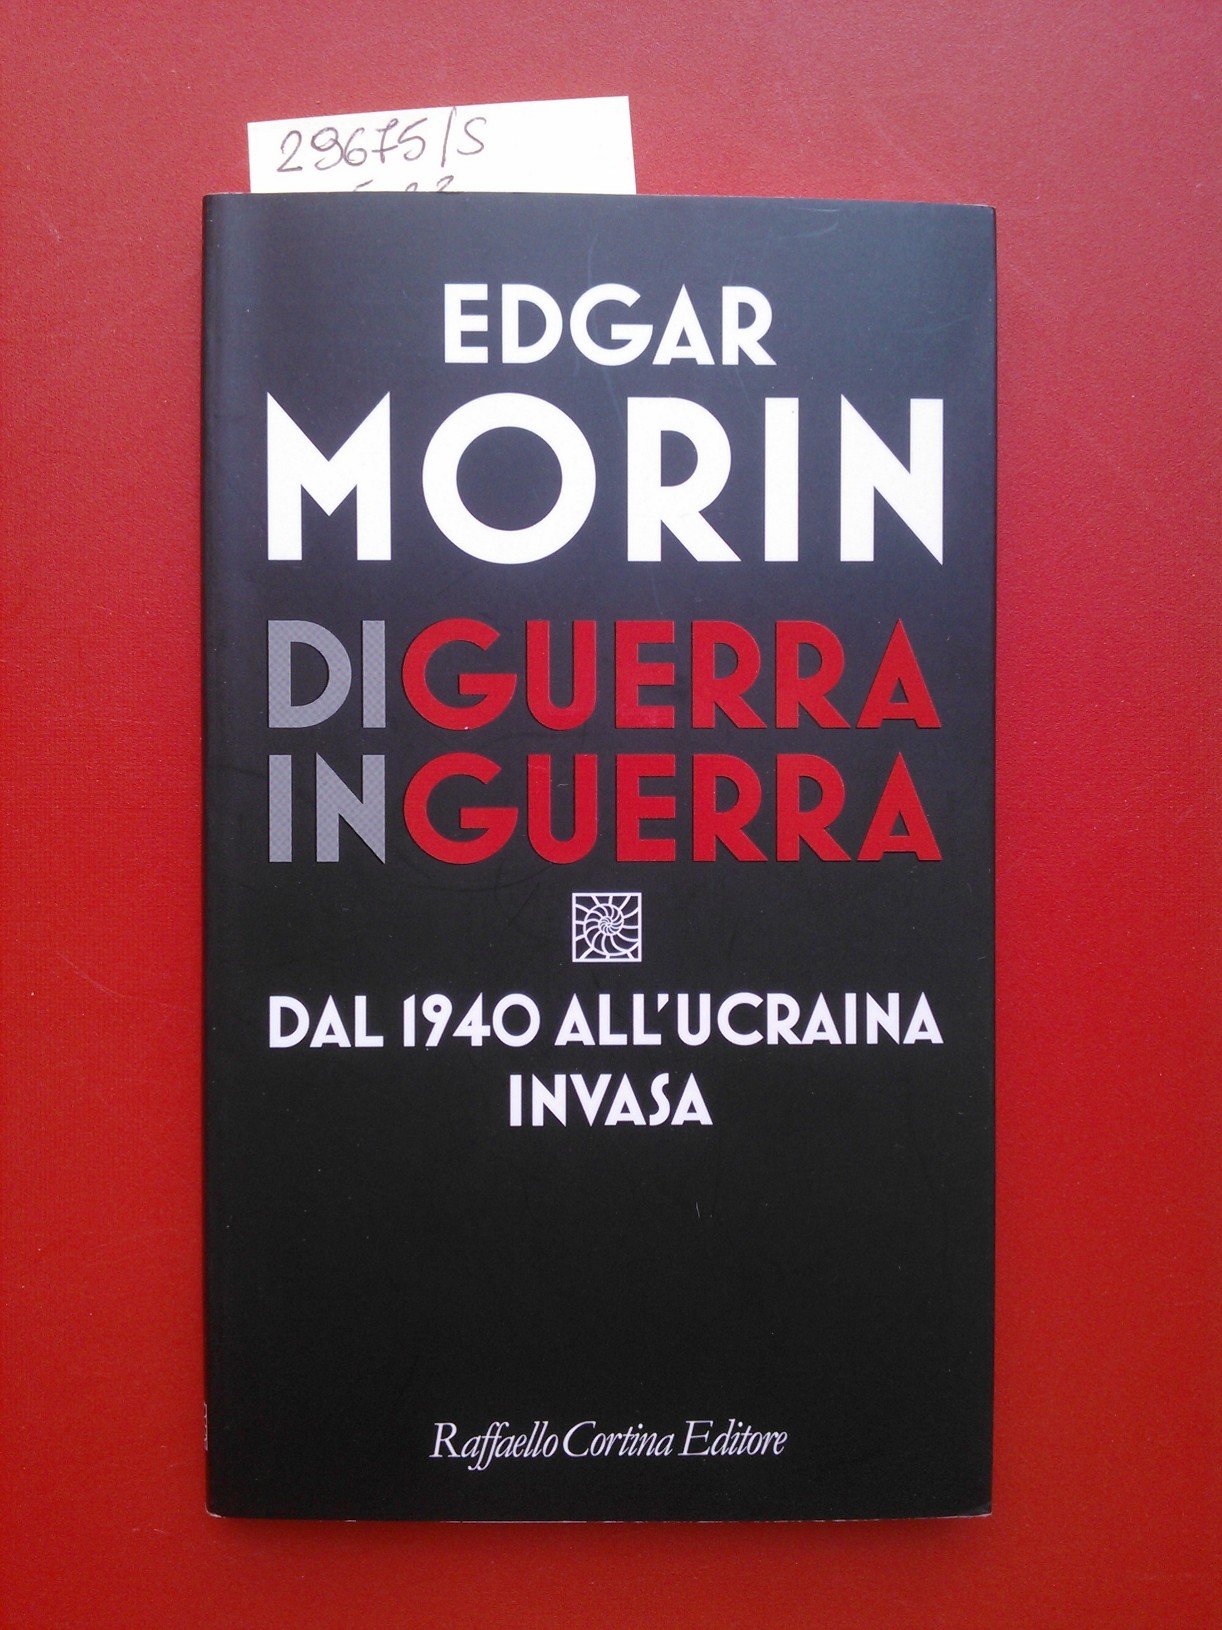 29675/S
EDGAR
MORIN
DI GUERRA
IN GUERRA
DAL 1940 ALL'UCRAINA
INVASA
Raffaello Cortina Editore